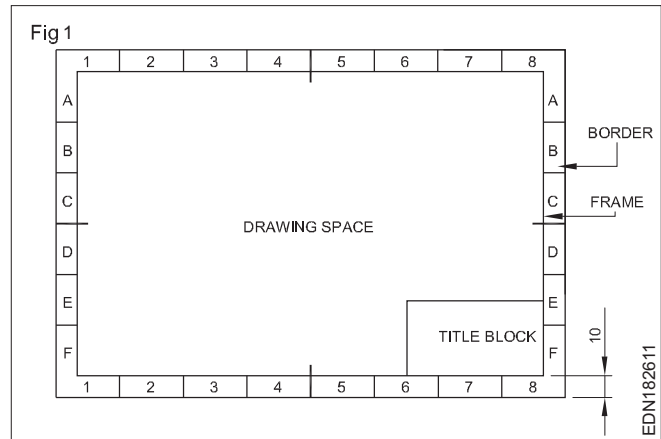 Fig 1
1 2 3 4 5 6 7 8
A A
B B
BORDER
C C
FRAME
DRAWING SPACE
D D
E E
TITLE BLOCK
F F
10
1 2 3 4 5 6 7 8
EDN182611